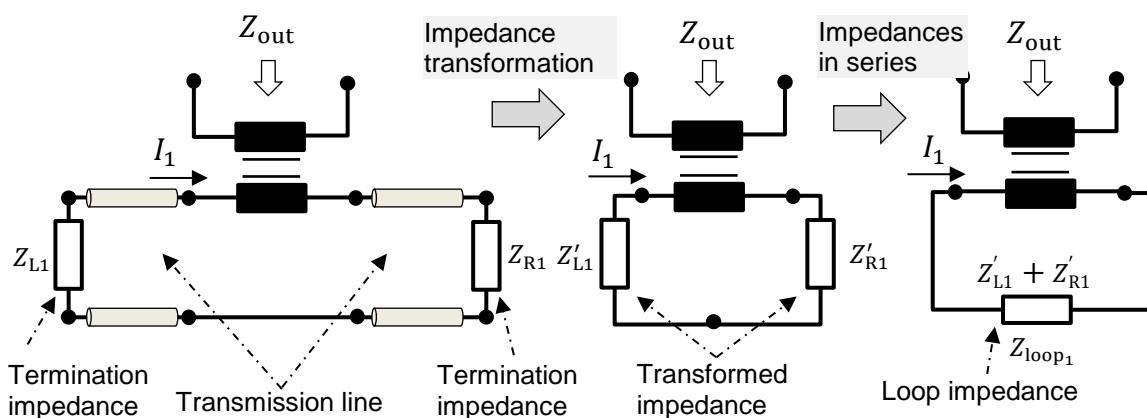 Z_out
Impedance
transformation
Z_out
Impedances
in series
Z_out
I_1
I_1
I_1
Z_L1
Z_R1
Z'_L1
Z'_R1
Z'_L1 + Z'_R1
Z_loop_1
Termination
impedance
Transmission line
Termination
impedance
Transformed
impedance
Loop impedance